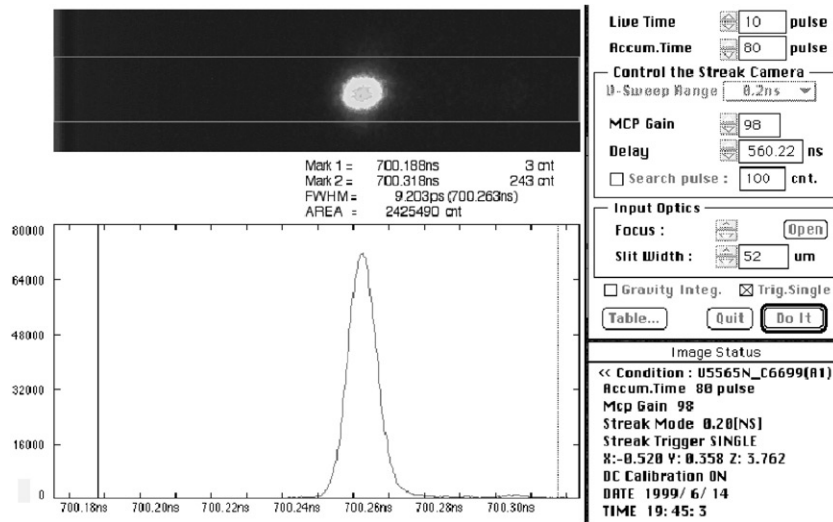 Mark 1 = 700.188ns 3 cnt
Mark 2 = 700.318ns 243 cnt
FWHM = 9.203ps (700.263ns)
AREA = 2425490 cnt
80000
64000
48000
32000
16000
0
700.18ns 700.20ns 700.22ns 700.24ns 700.26ns 700.28ns 700.30ns
Live Time 10 pulse
Accum.Time 80 pulse
Control the Streak Camera
U-Sweep Range 0.2ns
MCP Gain 98
Delay 560.22 ns
Search pulse : 100 cnt.
Input Optics
Focus : Open
Slit Width : 52 um
Gravity Integ. Trig.Single
Table... Quit Do It
Image Status
<< Condition : U5565N_C6699(A1)
Accum.Time 80 pulse
Mcp Gain 98
Streak Mode 0.20[NS]
Streak Trigger SINGLE
X:-0.520 Y: 0.358 Z: 3.762
DC Calibration ON
DATE 1999/ 6/ 14
TIME 19: 45: 3